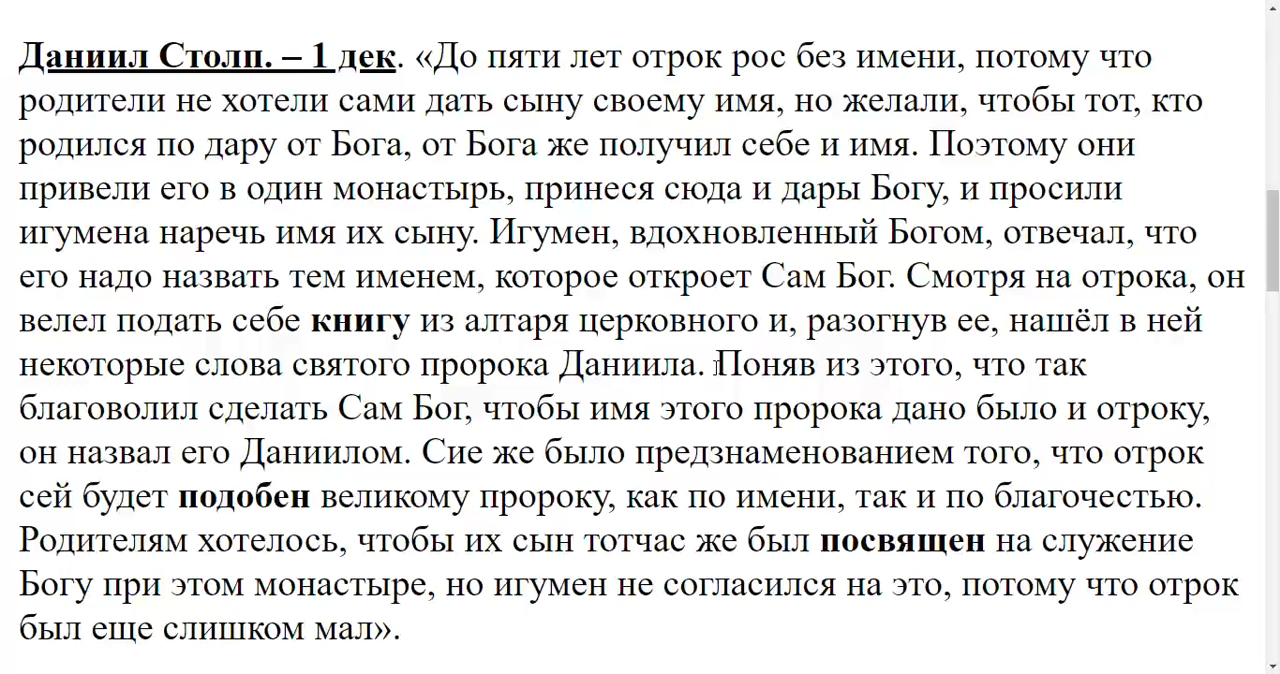 Даниил Столп. – 1 дек. «До пяти лет отрок рос без имени, потому что
родители не хотели сами дать сыну своему имя, но желали, чтобы тот, кто
родился по дару от Бога, от Бога же получил себе и имя. Поэтому они
привели его в один монастырь, принеся сюда и дары Богу, и просили
игумена наречь имя их сыну. Игумен, вдохновленный Богом, отвечал, что
его надо назвать тем именем, которое откроет Сам Бог. Смотря на отрока, он
велел подать себе книгу из алтаря церковного и, разогнув ее, нашёл в ней
некоторые слова святого пророка Даниила. Поняв из этого, что так
благоволил сделать Сам Бог, чтобы имя этого пророка дано было и отроку,
он назвал его Даниилом. Сие же было предзнаменованием того, что отрок
сей будет подобен великому пророку, как по имени, так и по благочестью.
Родителям хотелось, чтобы их сын тотчас же был посвящен на служение
Богу при этом монастыре, но игумен не согласился на это, потому что отрок
был еще слишком мал».